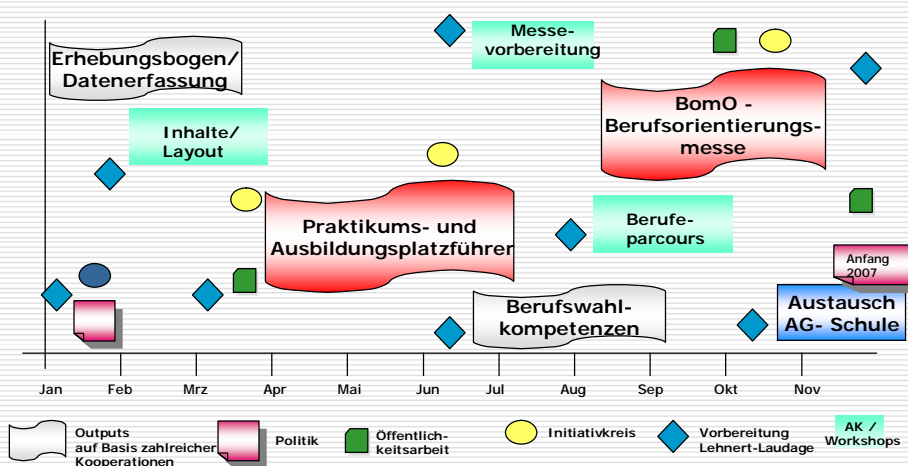 Erhebungsbogen/
Datenerfassung
Messe-
vorbereitung
BomO -
Berufsorientierungs-
messe
Inhalte/
Layout
Praktikums- und
Ausbildungsplatzführer
Berufe-
parcours
Anfang
2007
Berufswahl-
kompetenzen
Austausch
AG- Schule
Jan Feb Mrz Apr Mai Jun Jul Aug Sep Okt Nov
Outputs
auf Basis zahlreicher
Kooperationen
Politik
Öffentlich-
keitsarbeit
Initiativkreis
Vorbereitung
Lehnert-Laudage
AK /
Workshops